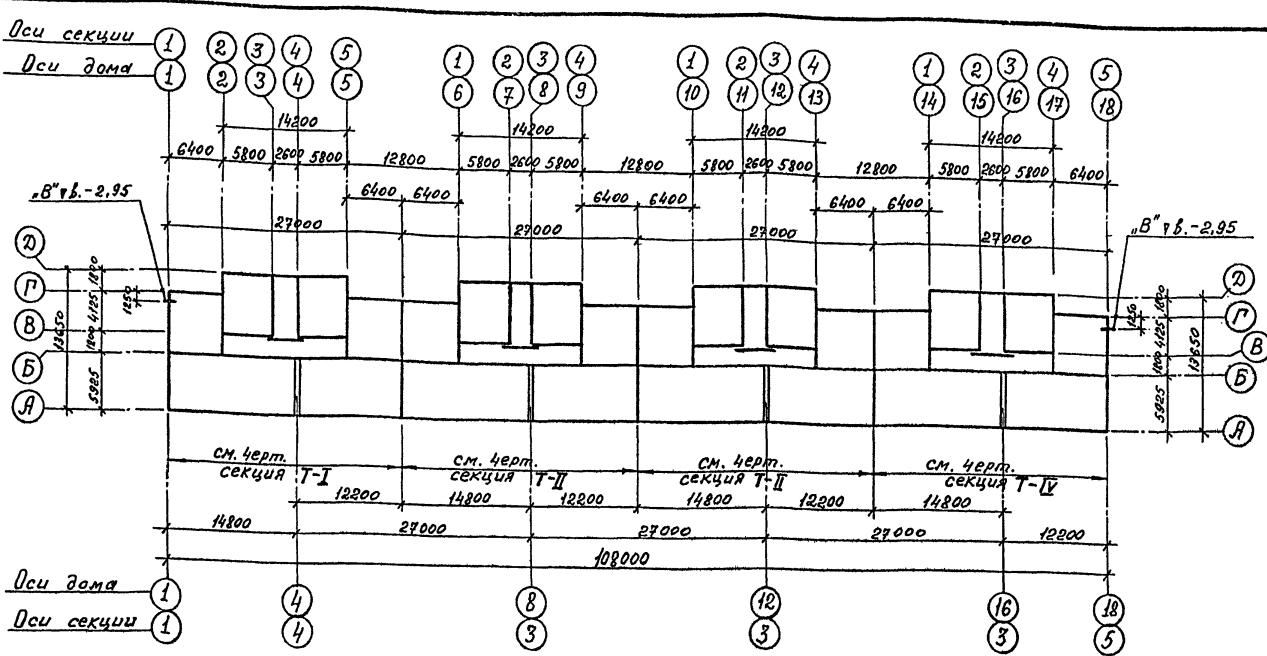 Оси секции 1 2 3 4 5 1 2 3 4 1 2 3 4 1 2 3 4 5
Оси дома 1 2 3 4 5 6 7 8 9 10 11 12 13 14 15 16 17 18
14200 14200 14200 14200
6400 5800 2600 5800 12800 5800 2600 5800 12800 5800 2600 5800 12800 5800 2600 5800 6400
6400 6400 6400 6400 6400 6400
„В" тв.-2,95
27000 27000 27000 27000
„В" тв.-2,95
Д
Г
В
Б
А
13650
1800
4125
1800
5925
1250
Д
Г
В
Б
А
1250
1800
4125
1800
5925
13650
см. черт.
секция Т-I
см. черт.
секция Т-II
см. черт.
секция Т-II
см. черт.
секция Т-IV
12200 14800 12200 14800 12200 14800
14800 27000 27000 27000 12200
108000
Оси дома 1 4 8 12 16 18
Оси секции 1 4 3 3 3 5